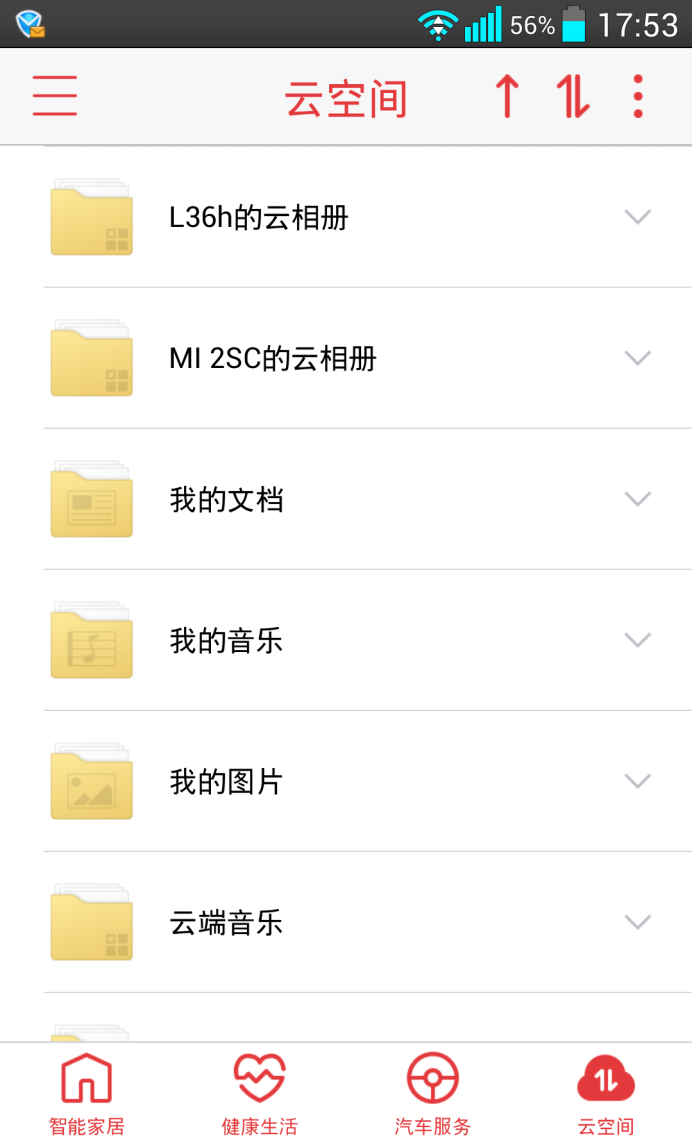 56% 17:53
云空间
L36h的云相册
MI 2SC的云相册
我的文档
我的音乐
我的图片
云端音乐
智能家居 健康生活 汽车服务 云空间